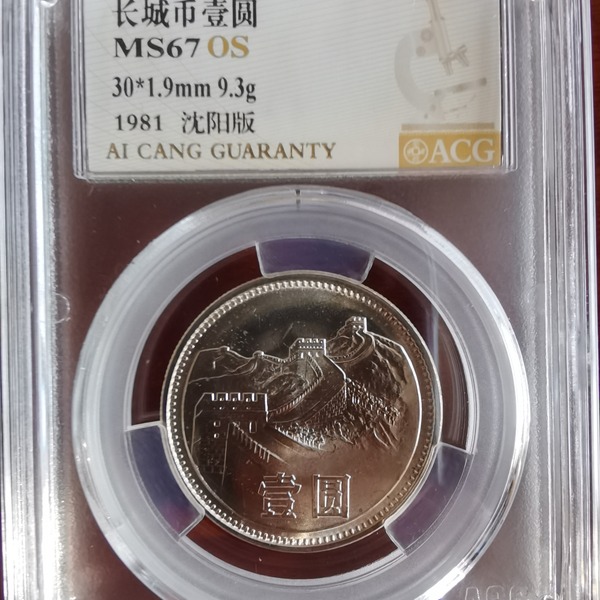 长城币壹圆
MS67 OS
30*1.9mm 9.3g
1981 沈阳版
AI CANG GUARANTY
ACG
壹圆